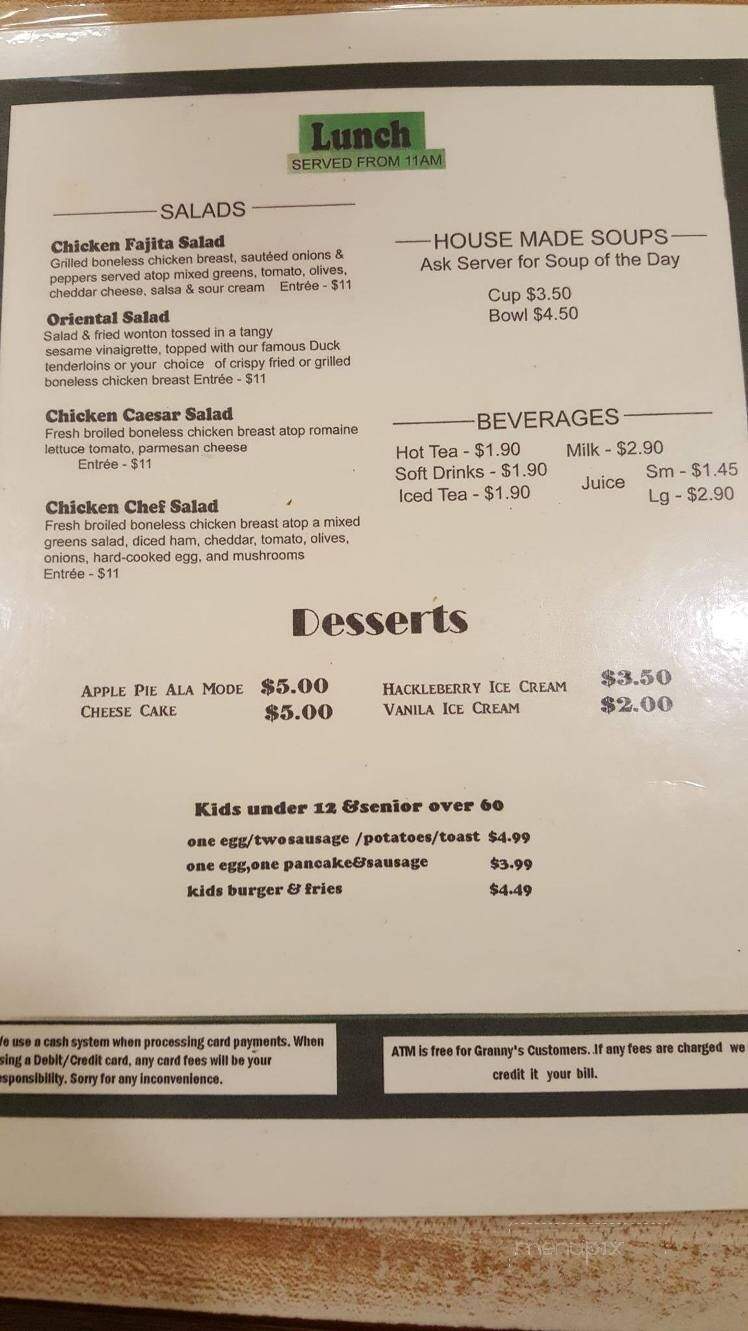 Lunch
SERVED FROM 11AM
SALADS
Chicken Fajita Salad
Grilled boneless chicken breast, sautéed onions &
peppers served atop mixed greens, tomato, olives,
cheddar cheese, salsa & sour cream Entrée - $11
Oriental Salad
Salad & fried wonton tossed in a tangy
sesame vinaigrette, topped with our famous Duck
tenderloins or your choice of crispy fried or grilled
boneless chicken breast Entrée - $11
Chicken Caesar Salad
Fresh broiled boneless chicken breast atop romaine
lettuce tomato, parmesan cheese
Entrée - $11
Chicken Chef Salad
Fresh broiled boneless chicken breast atop a mixed
greens salad, diced ham, cheddar, tomato, olives,
onions, hard-cooked egg, and mushrooms
Entrée - $11
HOUSE MADE SOUPS
Ask Server for Soup of the Day
Cup $3.50
Bowl $4.50
BEVERAGES
Hot Tea - $1.90 Milk - $2.90
Soft Drinks - $1.90 Juice Sm - $1.45
Iced Tea - $1.90 Lg - $2.90
Desserts
APPLE PIE ALA MODE $5.00
CHEESE CAKE $5.00
HACKLEBERRY ICE CREAM $3.50
VANILA ICE CREAM $2.00
Kids under 12 &senior over 60
one egg/two sausage /potatoes/toast $4.99
one egg,one pancake&sausage $3.99
kids burger & fries $4.49
use a cash system when processing card payments. When
a Debit/Credit card, any card fees will be your
Sorry for any inconvenience.
ATM is free for Granny's Customers. .If any fees are charged we
credit it your bill.
menupix